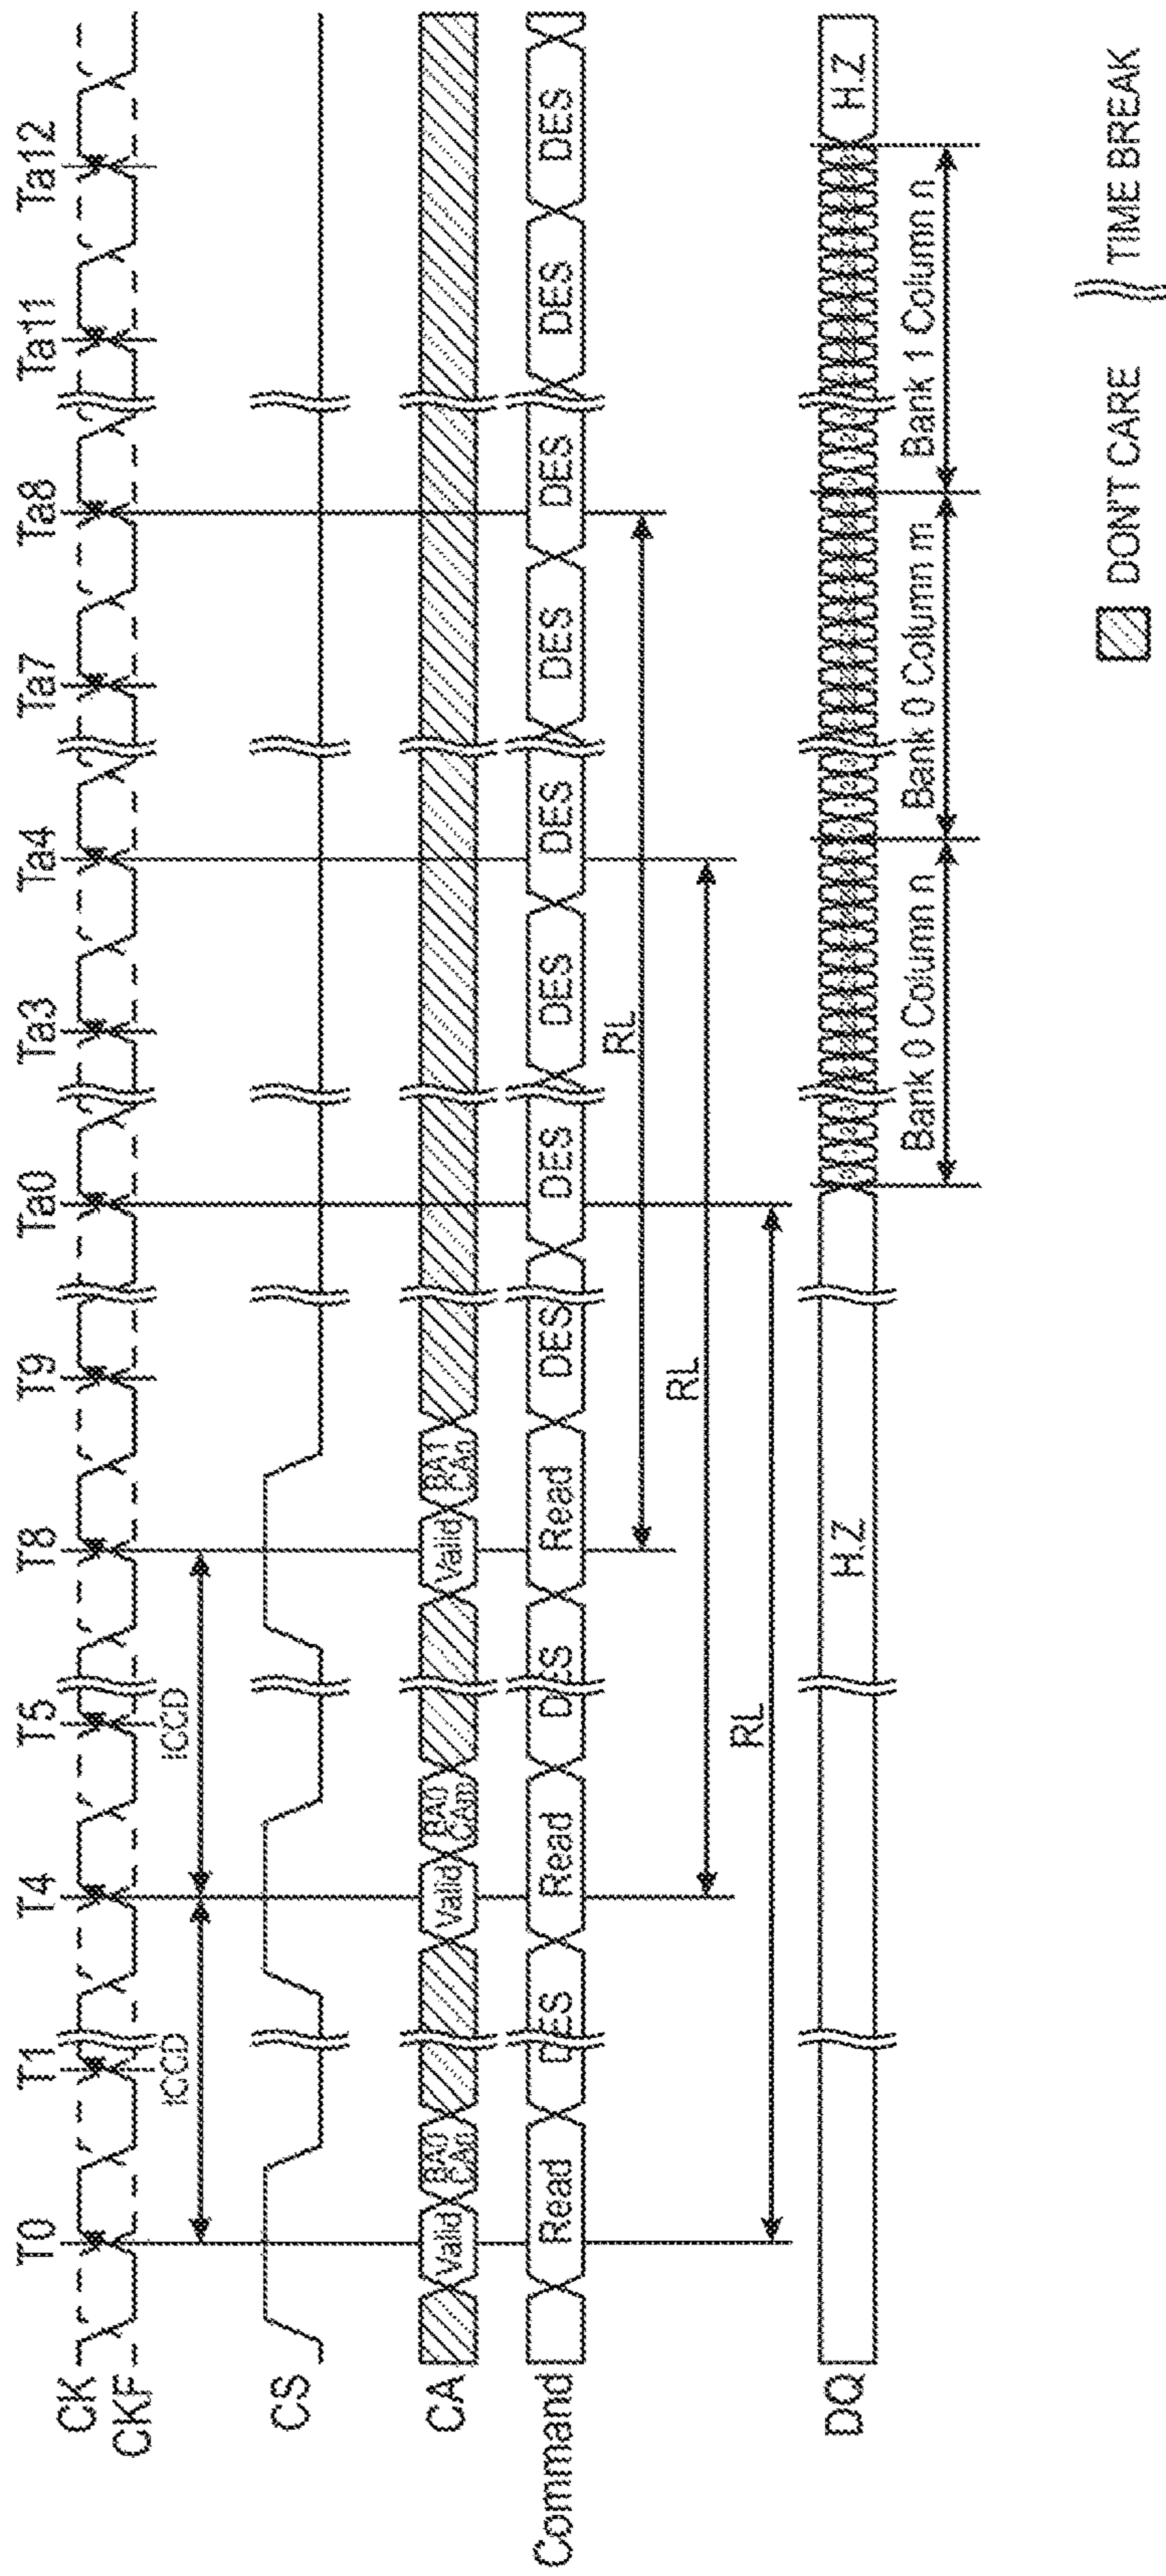 T0 T1 T4 T5 T8 T9 Ta0 Ta3 Ta4 Ta7 Ta8 Ta11 Ta12
CK
CKF
tCCD tCCD
CS
CA Valid BA0 CAn Valid BA0 CAm Valid BA1 CAn
Command Read DES Read DES Read DES DES DES DES DES DES DES DES
RL
RL
RL
DQ H.Z H.Z
Bank 0 Column n Bank 0 Column m Bank 1 Column n
DON'T CARE TIME BREAK